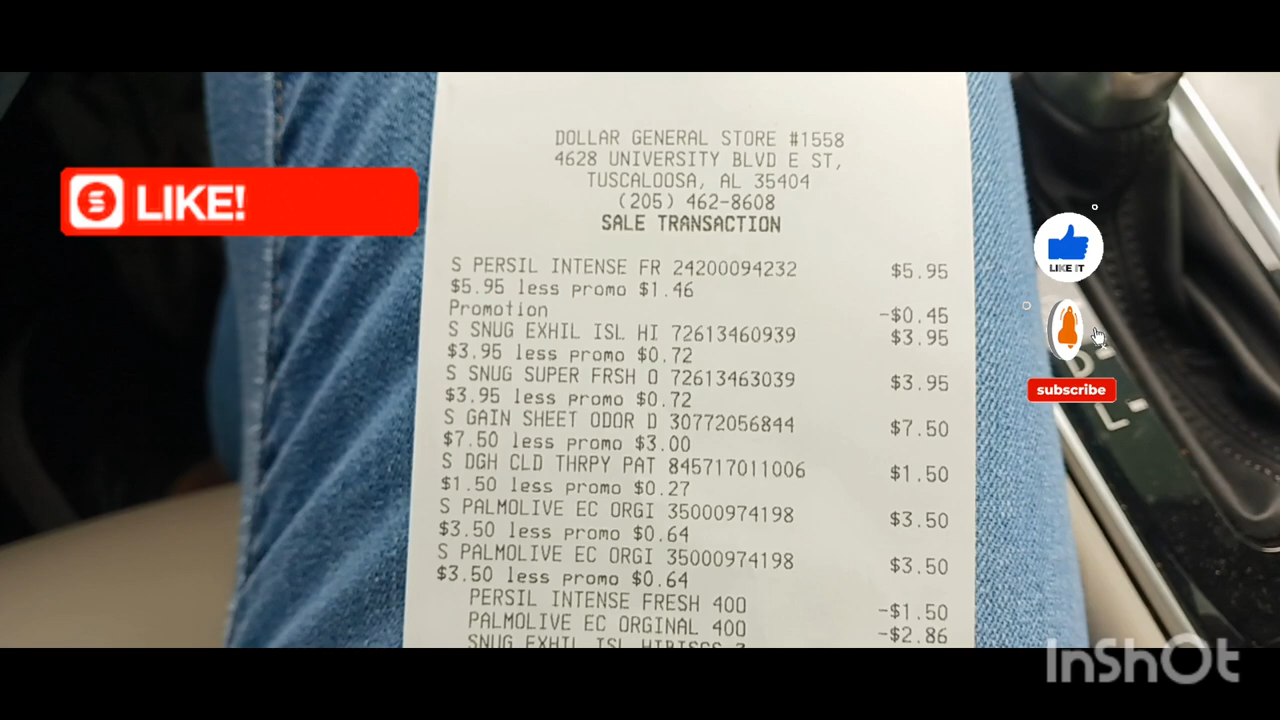 DOLLAR GENERAL STORE #1558
4628 UNIVERSITY BLVD E ST,
TUSCALOOSA, AL 35404
(205) 462-8608
SALE TRANSACTION
S PERSIL INTENSE FR 24200094232 $5.95
$5.95 less promo $1.46
Promotion -$0.45
S SNUG EXHIL ISL HI 72613460939 $3.95
$3.95 less promo $0.72
S SNUG SUPER FRSH O 72613463039 $3.95
$3.95 less promo $0.72
S GAIN SHEET ODOR D 30772056844 $7.50
$7.50 less promo $3.00
S DGH CLD THRPY PAT 845717011006 $1.50
$1.50 less promo $0.27
S PALMOLIVE EC ORGI 35000974198 $3.50
$3.50 less promo $0.64
S PALMOLIVE EC ORGI 35000974198 $3.50
$3.50 less promo $0.64
PERSIL INTENSE FRESH 400 -$1.50
PALMOLIVE EC ORGINAL 400 -$2.86
SNUG EXHIL ISL
LIKE!
LIKE IT
subscribe
D
L-
InShOt